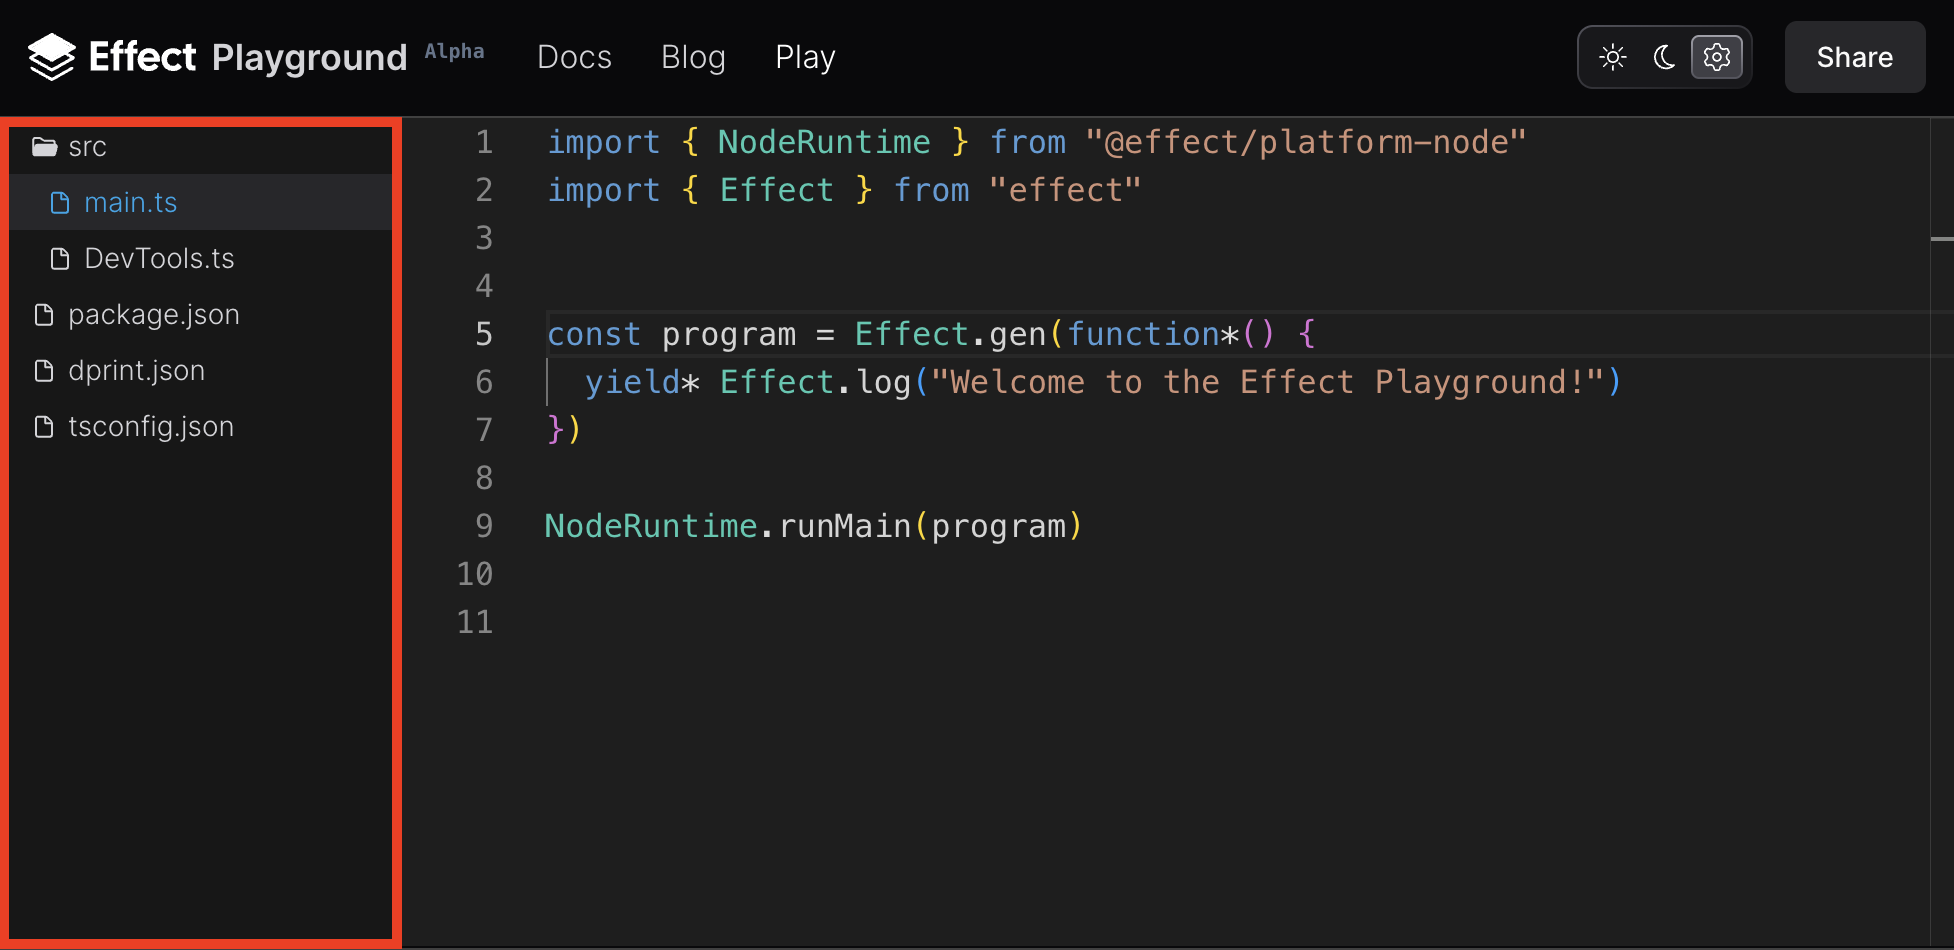 Effect Playground Alpha Docs Blog Play Share
src
main.ts
DevTools.ts
package.json
dprint.json
tsconfig.json
1 import { NodeRuntime } from "@effect/platform-node"
2 import { Effect } from "effect"
3
4
5 const program = Effect.gen(function*() {
6 yield* Effect.log("Welcome to the Effect Playground!")
7 })
8
9 NodeRuntime.runMain(program)
10
11